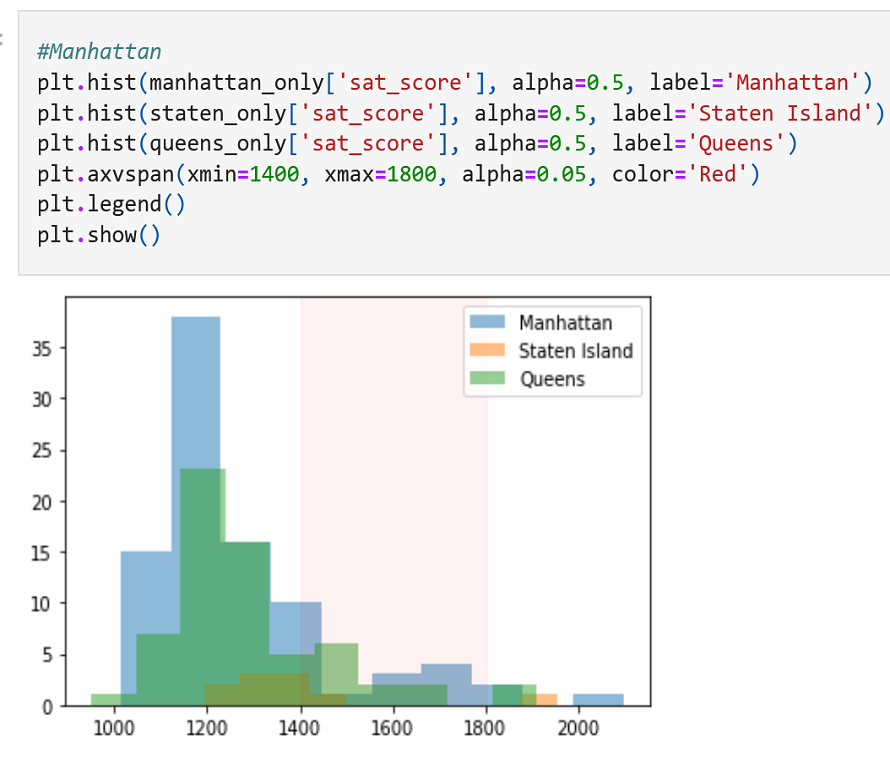 :
#Manhattan
plt.hist(manhattan_only['sat_score'], alpha=0.5, label='Manhattan')
plt.hist(staten_only['sat_score'], alpha=0.5, label='Staten Island')
plt.hist(queens_only['sat_score'], alpha=0.5, label='Queens')
plt.axvspan(xmin=1400, xmax=1800, alpha=0.05, color='Red')
plt.legend()
plt.show()
Manhattan
Staten Island
Queens
35
30
25
20
15
10
5
0
1000 1200 1400 1600 1800 2000